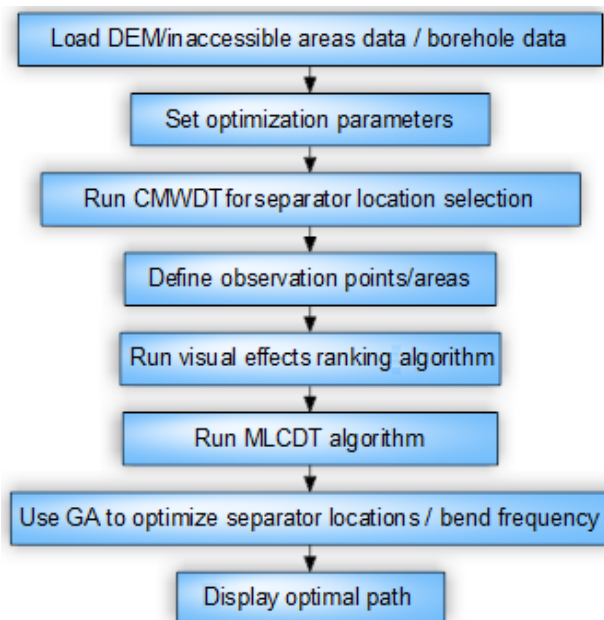 Load DEM/inaccessible areas data / borehole data
Set optimization parameters
Run CMWDT for separator location selection
Define observation points/areas
Run visual effects ranking algorithm
Run MLCDT algorithm
Use GA to optimize separator locations / bend frequency
Display optimal path